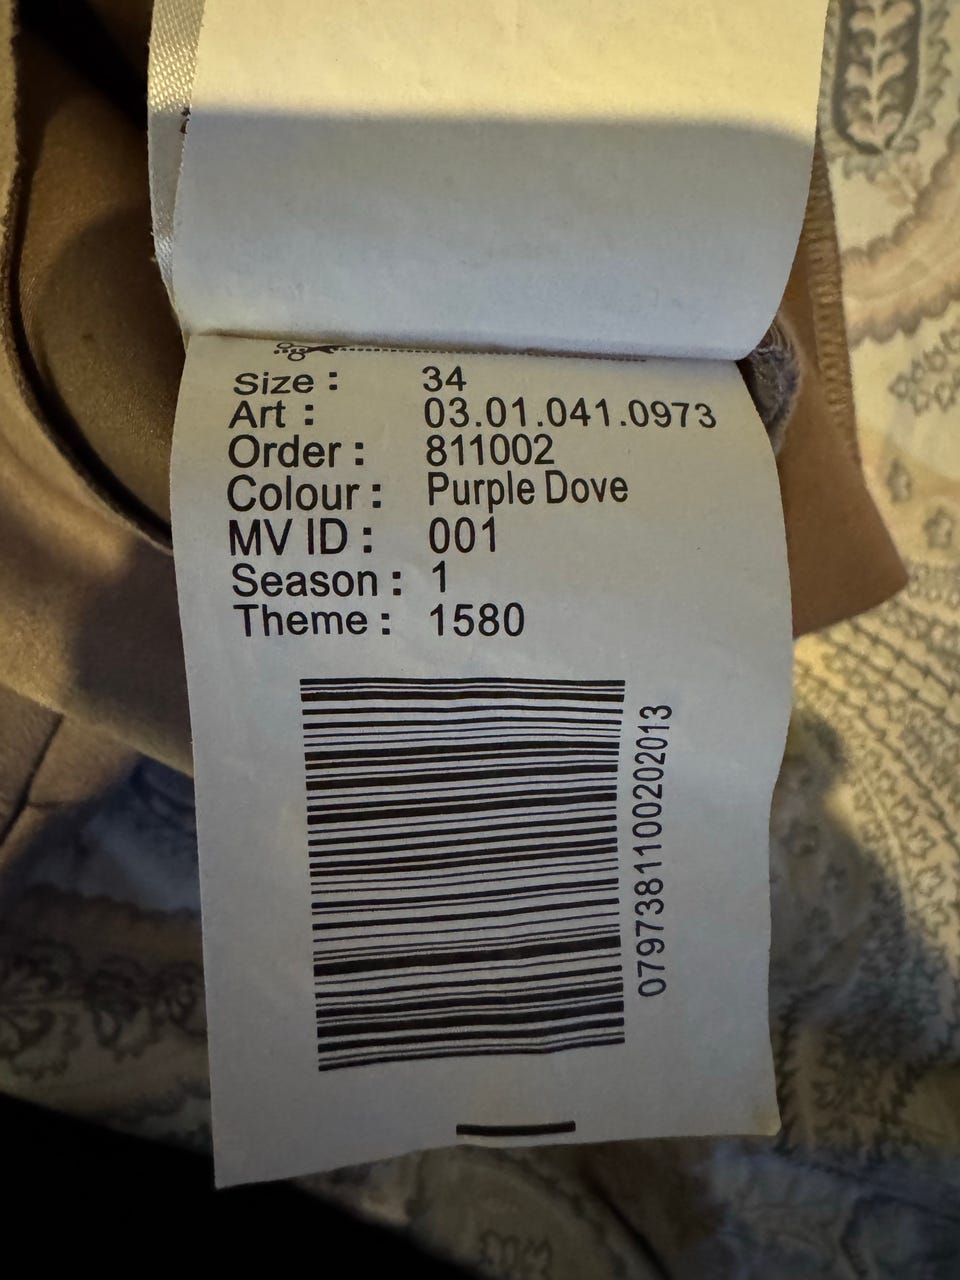 Size : 34
Art : 03.01.041.0973
Order : 811002
Colour : Purple Dove
MV ID : 001
Season : 1
Theme : 1580
0797381100202013